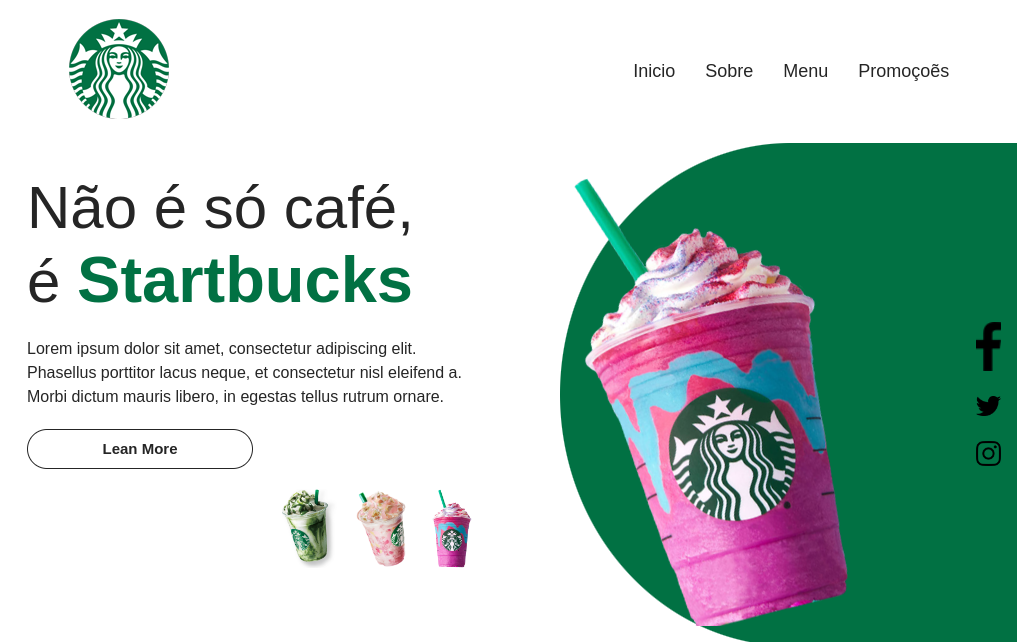 Inicio Sobre Menu Promoçoẽs
Não é só café,
é Startbucks
Lorem ipsum dolor sit amet, consectetur adipiscing elit.
Phasellus porttitor lacus neque, et consectetur nisl eleifend a.
Morbi dictum mauris libero, in egestas tellus rutrum ornare.
Lean More